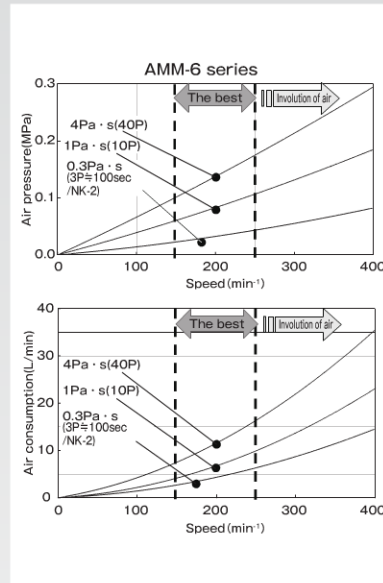 AMM-6 series
0.3
The best
Involution of air
4Pa・s(40P)
0.2
1Pa・s(10P)
0.3Pa・s
(3P≒100sec
/NK-2)
0.1
0.0
Air pressure(MPa)
0
100
200
300
400
Speed(min⁻¹)
40
The best
Involution of air
30
4Pa・s(40P)
20
1Pa・s(10P)
0.3Pa・s
(3P≒100sec
/NK-2)
10
0
Air consumption(L/min)
0
100
200
300
400
Speed(min⁻¹)